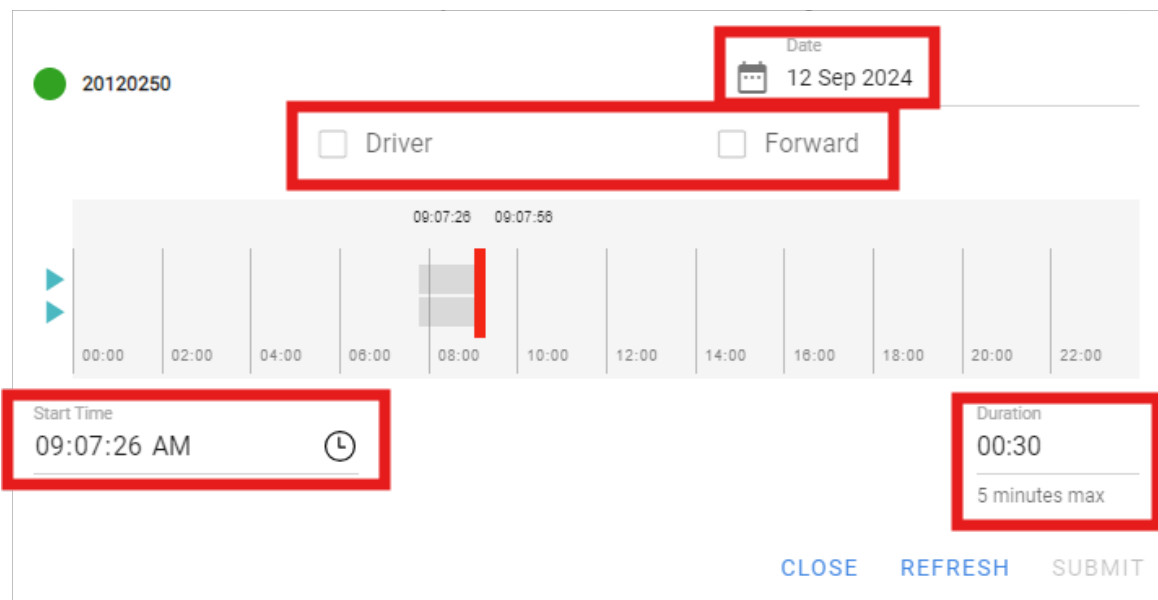 Date
20120250
12 Sep 2024
Driver Forward
09:07:26 09:07:56
00:00 02:00 04:00 06:00 08:00 10:00 12:00 14:00 16:00 18:00 20:00 22:00
Start Time Duration
09:07:26 AM 00:30
5 minutes max
CLOSE REFRESH SUBMIT